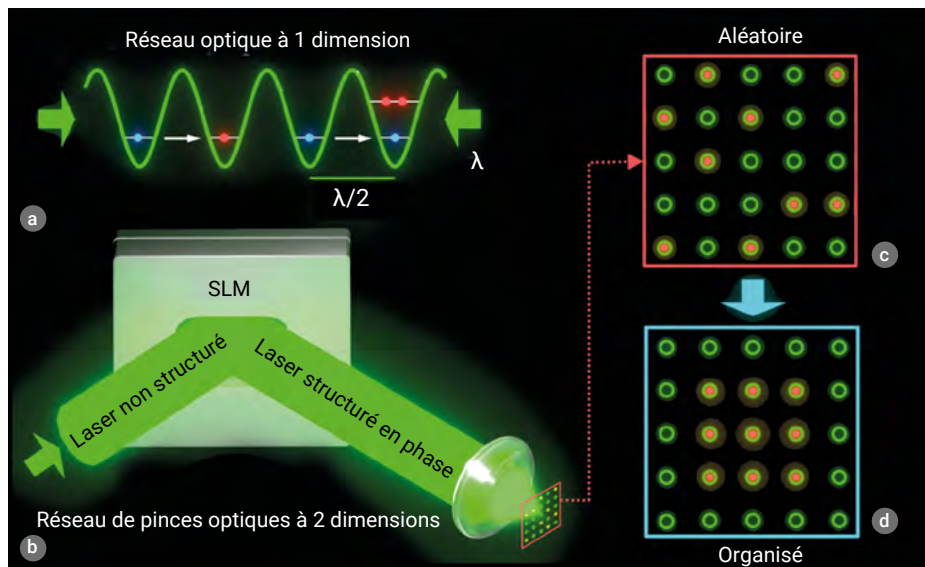 Réseau optique à 1 dimension
λ
λ/2
a
SLM
Laser non structuré
Laser structuré en phase
Réseau de pinces optiques à 2 dimensions
b
Aléatoire
c
d
Organisé